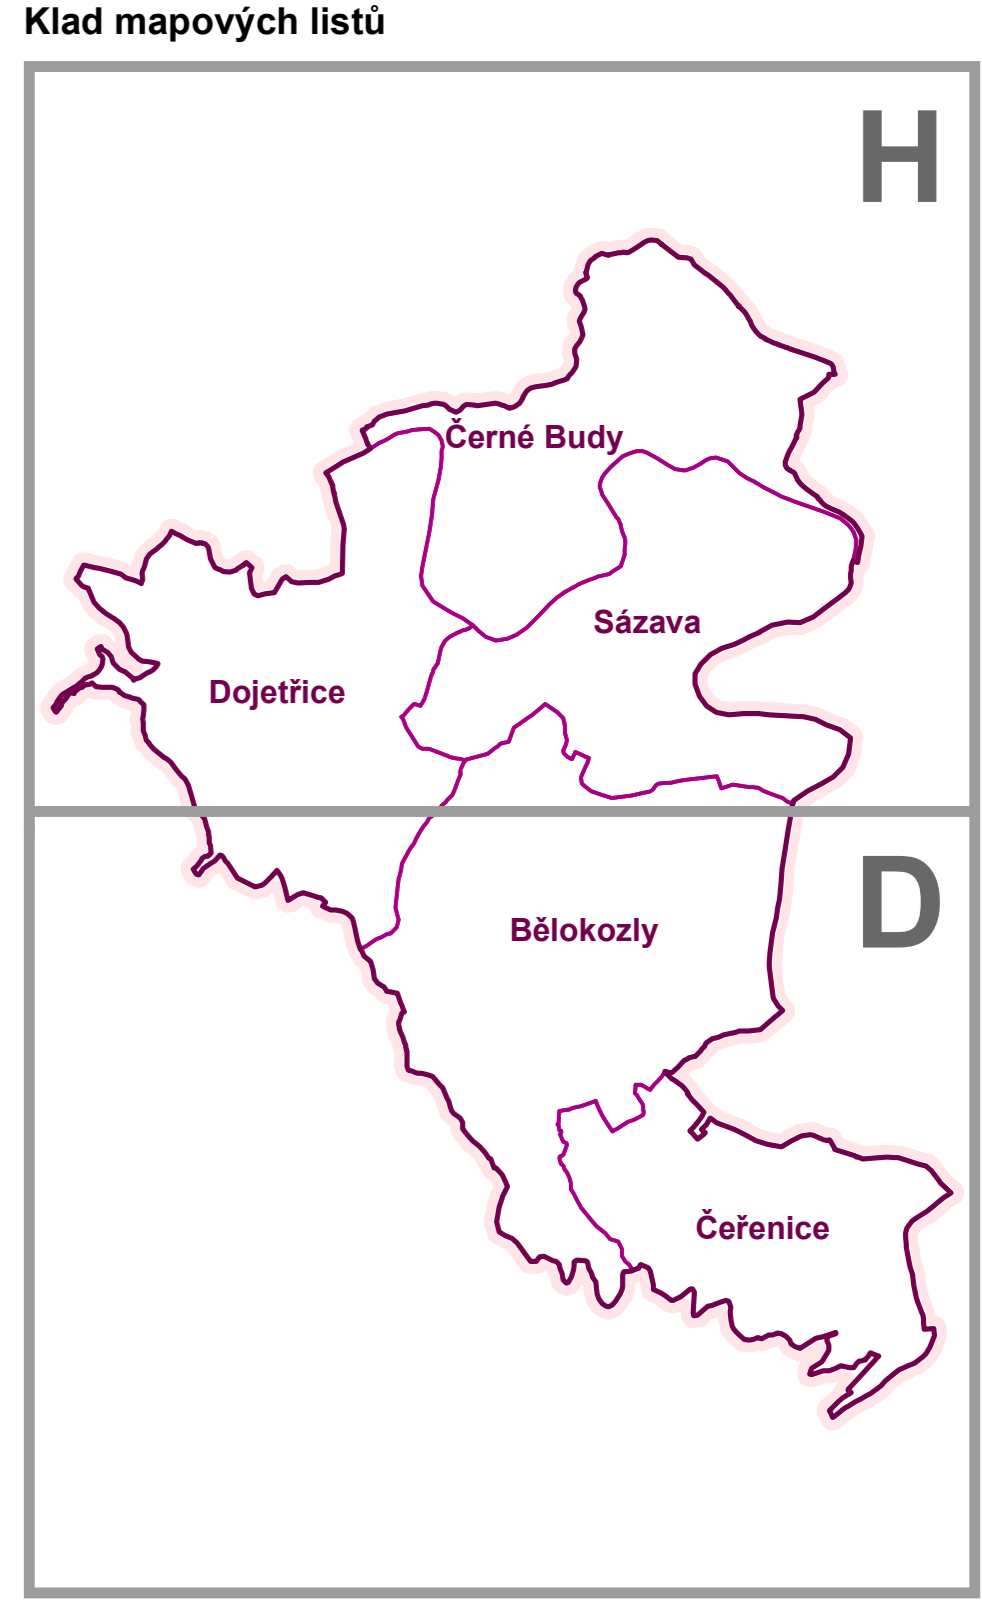 Klad mapových listů
H
Černé Budy
Sázava
Dojetřice
D
Bělokozly
Čeřenice